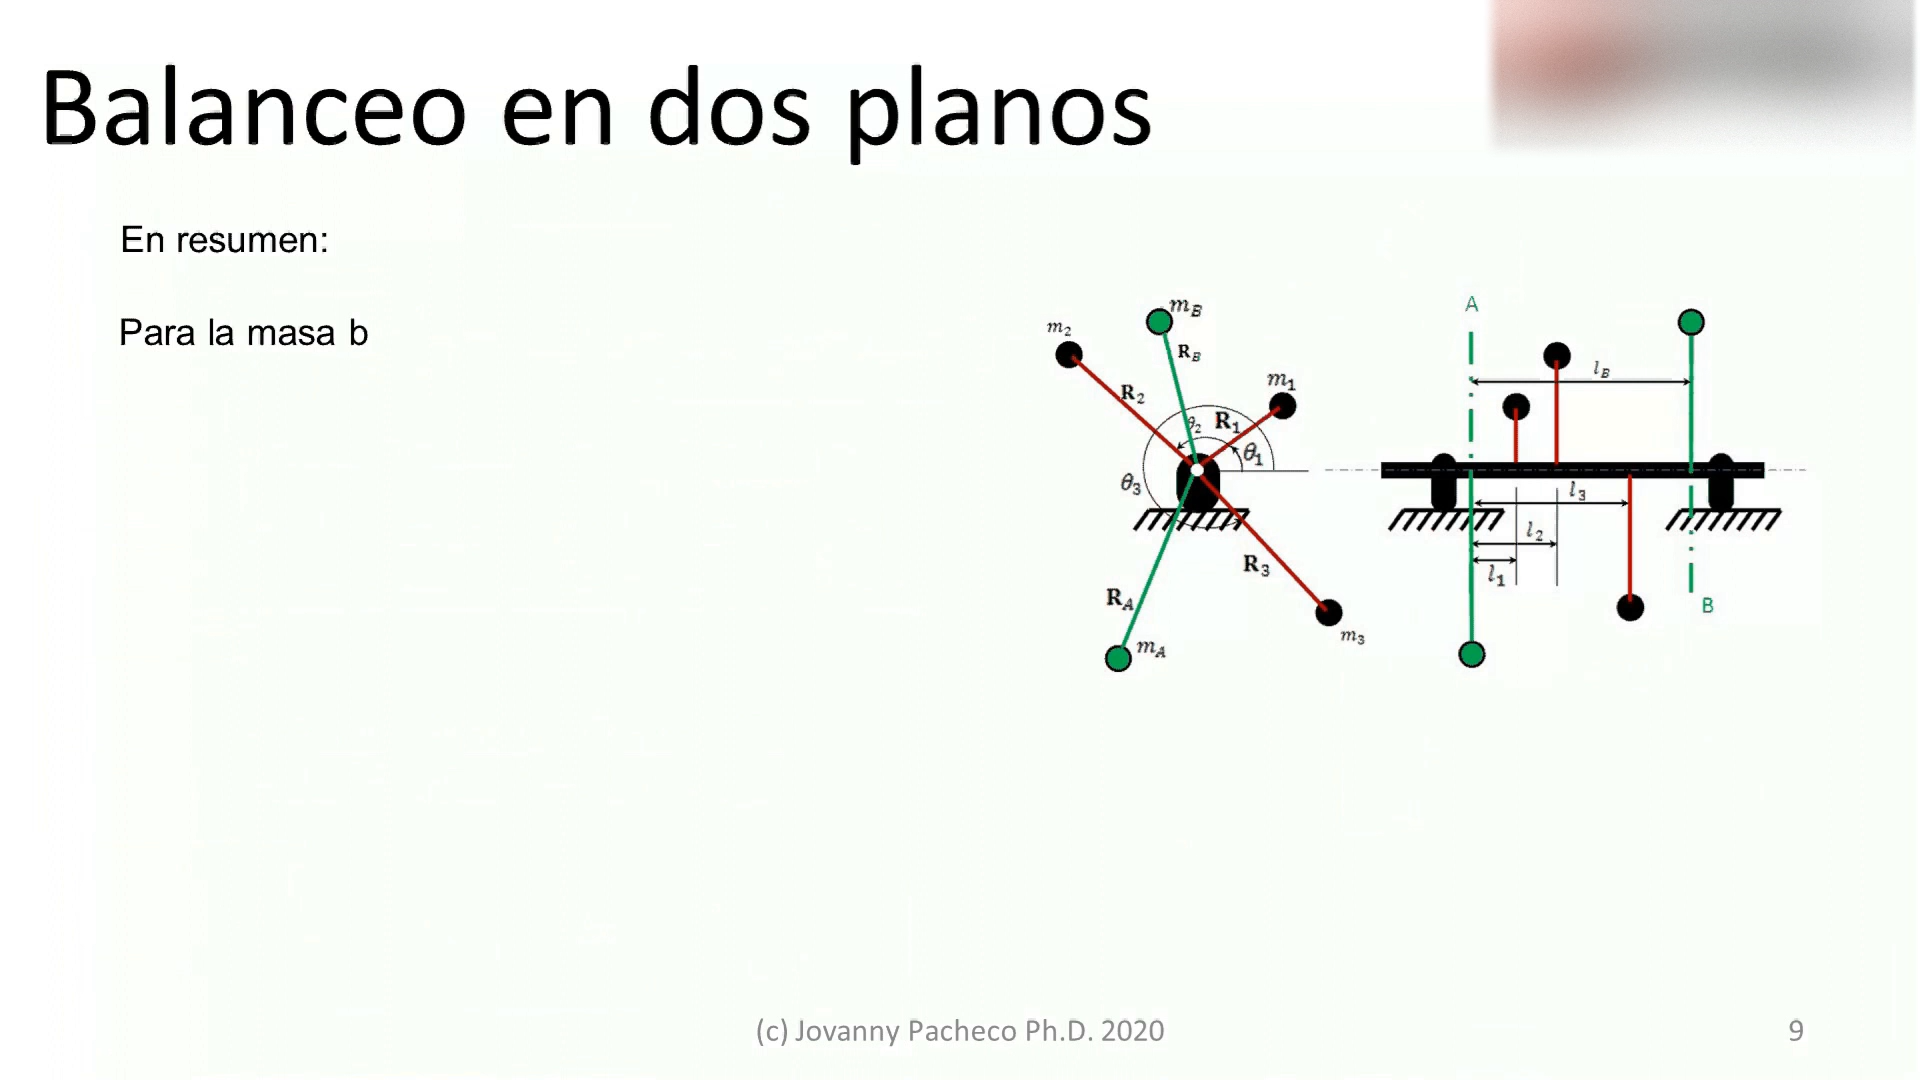 Balanceo en dos planos
En resumen:
Para la masa b
m_B
m_2
R_B
m_1
R_2
θ_2
R_1
θ_1
θ_3
R_3
R_A
m_A
m_3
A
l_B
l_3
l_2
l_1
B
(c) Jovanny Pacheco Ph.D. 2020
9